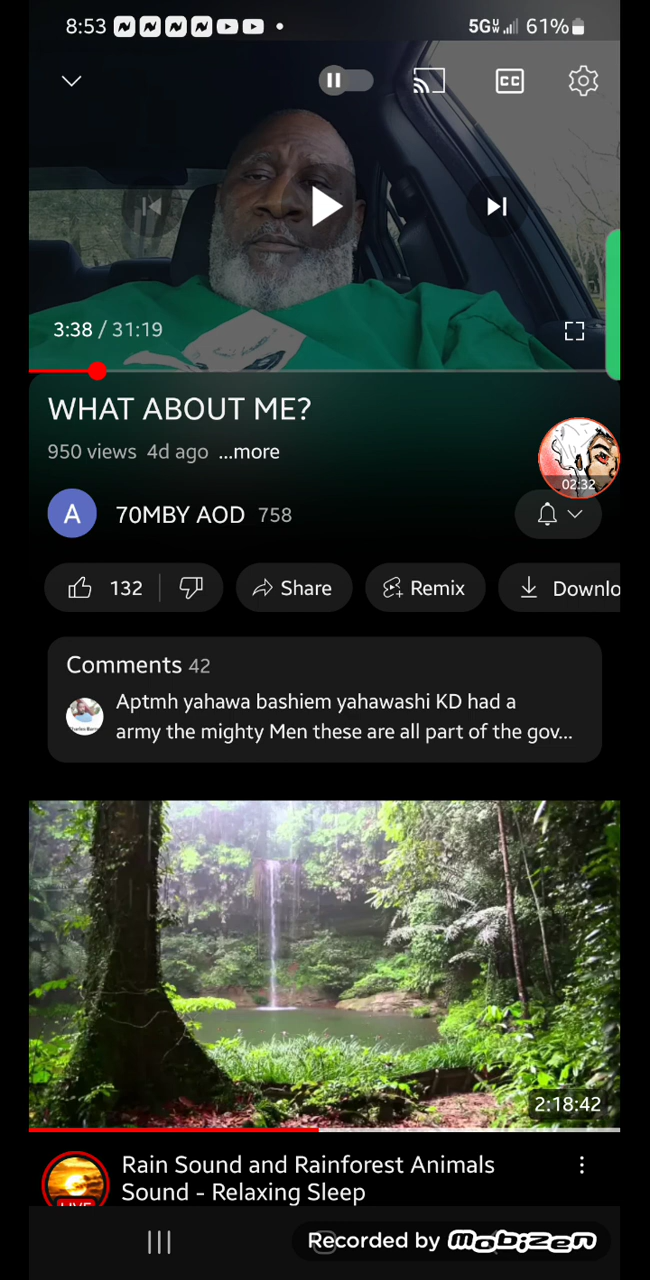 8:53
5G 61%
CC
3:38 / 31:19
WHAT ABOUT ME?
950 views 4d ago ...more
02:32
A 70MBY AOD 758
132 Share Remix Downlo
Comments 42
Aptmh yahawa bashiem yahawashi KD had a
army the mighty Men these are all part of the gov...
2:18:42
Rain Sound and Rainforest Animals
Sound - Relaxing Sleep
LIVE
Recorded by mobizen